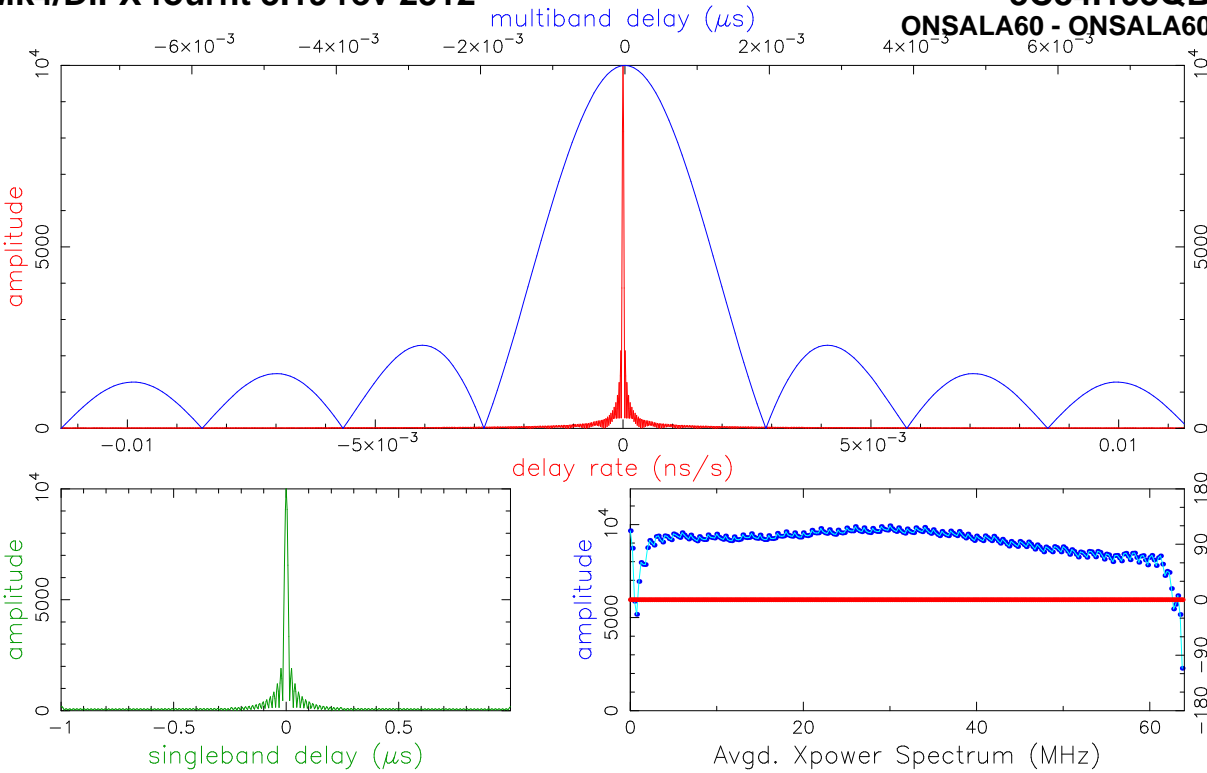 multiband delay (μs)
ONSALA60 - ONSALA60
−6×10⁻³ −4×10⁻³ −2×10⁻³ 0 2×10⁻³ 4×10⁻³ 6×10⁻³
amplitude
0 5000 10⁴
0 5000 10⁴
−0.01 −5×10⁻³ 0 5×10⁻³ 0.01
delay rate (ns/s)
amplitude
0 5000 10⁴
−1 −0.5 0 0.5
singleband delay (μs)
amplitude
0 5000 10⁴
−180 −90 0 90 180
0 20 40 60
Avgd. Xpower Spectrum (MHz)